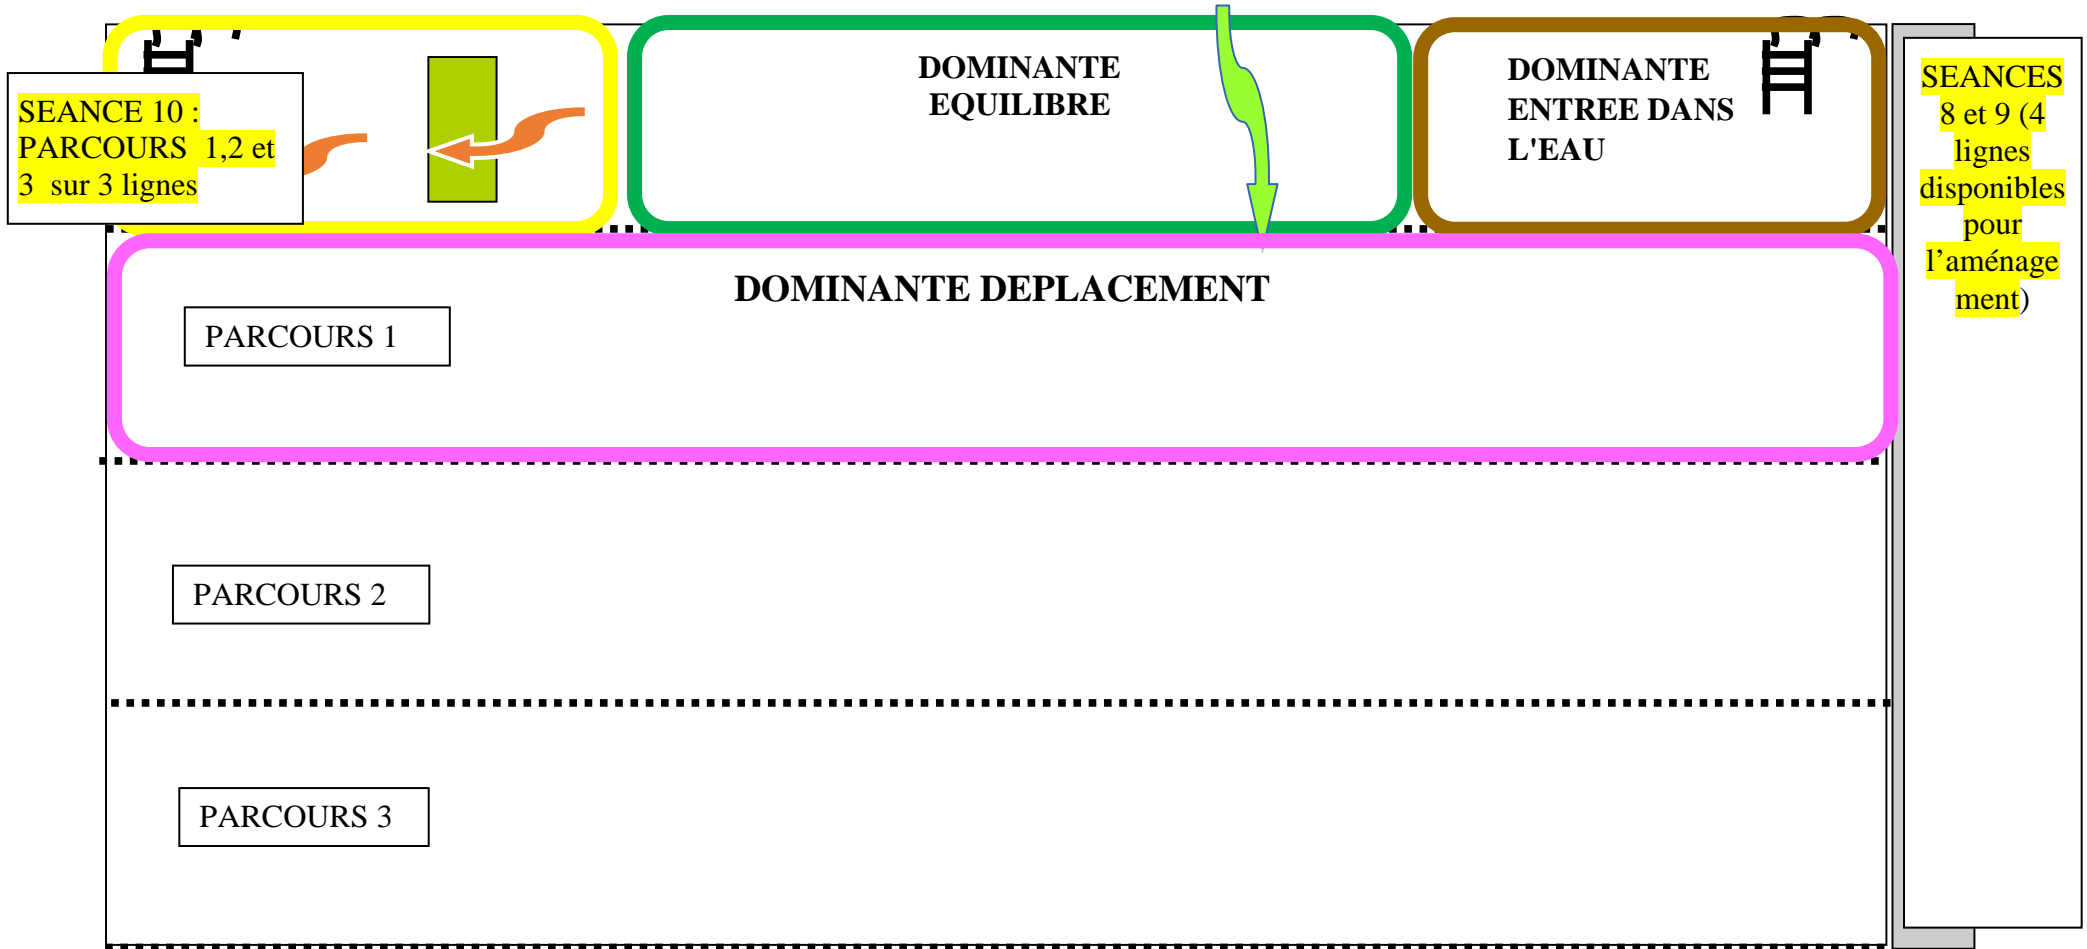 SEANCE 10 :
PARCOURS 1,2 et
3 sur 3 lignes
DOMINANTE
EQUILIBRE
DOMINANTE
ENTREE DANS
L'EAU
SEANCES
8 et 9 (4
lignes
disponibles
pour
l’aménage
ment)
DOMINANTE DEPLACEMENT
PARCOURS 1
PARCOURS 2
PARCOURS 3